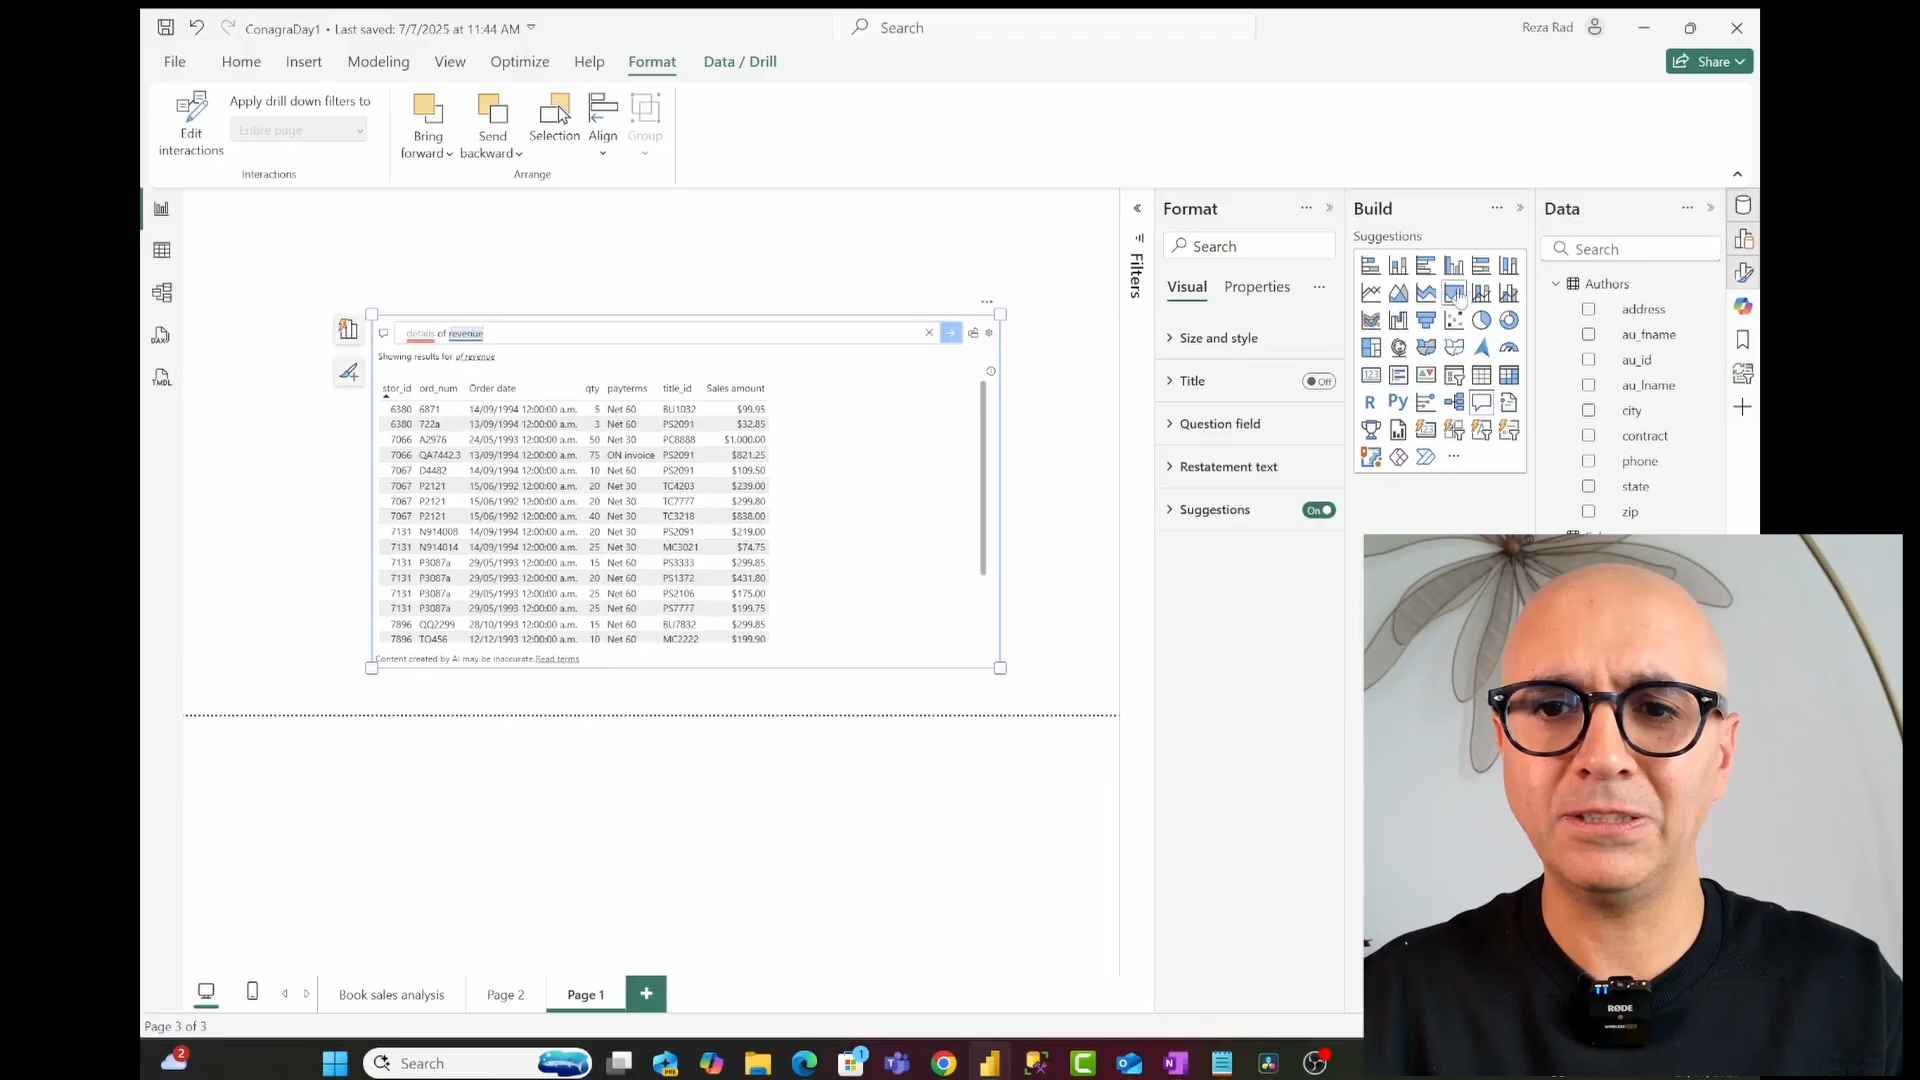 ConagraDay1 • Last saved: 7/7/2025 at 11:44 AM
Search
Reza Rad
File Home Insert Modeling View Optimize Help Format Data / Drill
Share
Edit interactions
Apply drill down filters to
Entire page
Interactions
Bring forward
Send backward
Selection
Align
Group
Arrange
Filters
Format
Search
Visual Properties
Size and style
Title Off
Question field
Restatement text
Suggestions On
Build
Suggestions
R Py
Data
Search
Authors
address
au_fname
au_id
au_lname
city
contract
phone
state
zip
DAX
TMDL
details of revenue
Showing results for of revenue
stor_id ord_num Order date qty payterms title_id Sales amount
6380 6871 14/09/1994 12:00:00 a.m. 5 Net 60 BU1032 $99.95
6380 722a 13/09/1994 12:00:00 a.m. 3 Net 60 PS2091 $32.85
7066 A2976 24/05/1993 12:00:00 a.m. 50 Net 30 PC8888 $1,000.00
7066 QA7442.3 13/09/1994 12:00:00 a.m. 75 ON invoice PS2091 $821.25
7067 D4482 14/09/1994 12:00:00 a.m. 10 Net 60 PS2091 $109.50
7067 P2121 15/06/1992 12:00:00 a.m. 20 Net 30 TC4203 $239.00
7067 P2121 15/06/1992 12:00:00 a.m. 20 Net 30 TC7777 $299.80
7067 P2121 15/06/1992 12:00:00 a.m. 40 Net 30 TC3218 $838.00
7131 N914008 14/09/1994 12:00:00 a.m. 20 Net 30 PS2091 $219.00
7131 N914014 14/09/1994 12:00:00 a.m. 25 Net 30 MC3021 $74.75
7131 P3087a 29/05/1993 12:00:00 a.m. 15 Net 60 PS3333 $299.85
7131 P3087a 29/05/1993 12:00:00 a.m. 20 Net 60 PS1372 $431.80
7131 P3087a 29/05/1993 12:00:00 a.m. 25 Net 60 PS2106 $175.00
7131 P3087a 29/05/1993 12:00:00 a.m. 25 Net 60 PS7777 $199.75
7896 QQ2299 28/10/1993 12:00:00 a.m. 15 Net 60 BU7832 $299.85
7896 TQ456 12/12/1993 12:00:00 a.m. 10 Net 60 MC2222 $199.90
Content created by AI may be inaccurate. Read terms
Book sales analysis Page 2 Page 1
Page 3 of 3
RØDE
WIRELESS
2
Search
PRE
1